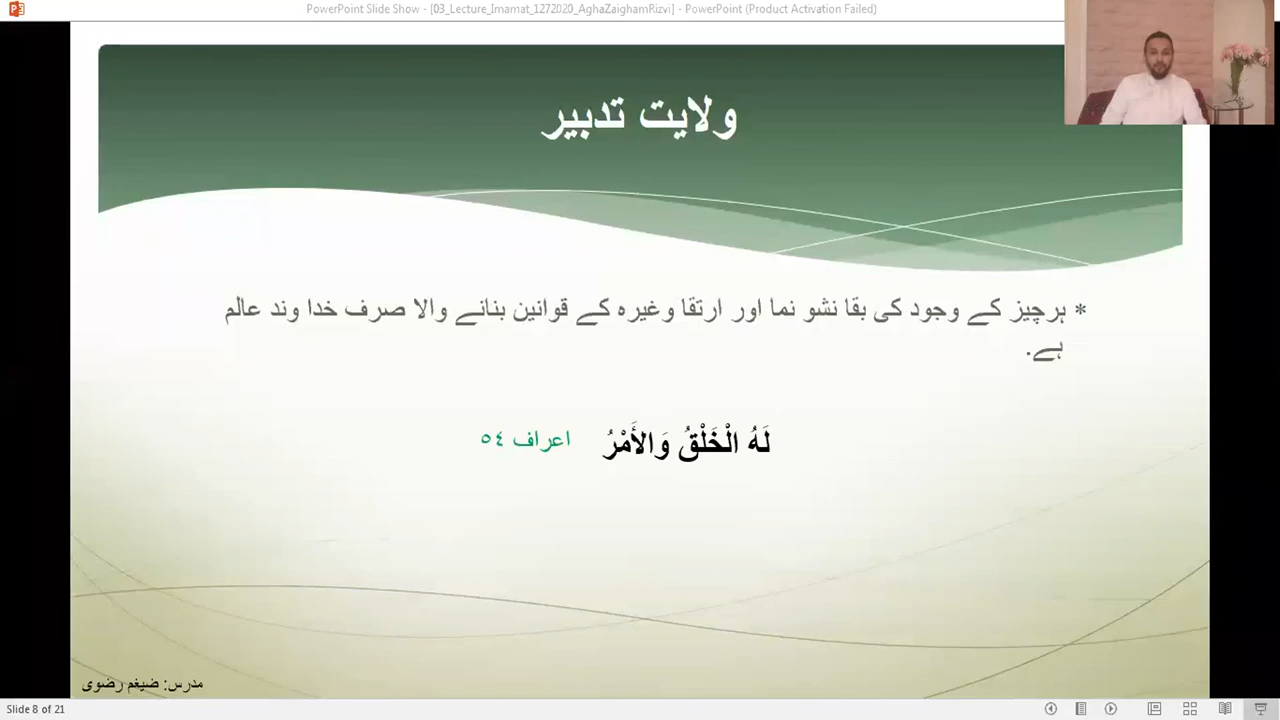 PowerPoint Slide Show - [03_Lecture_Imamat_1272020_AghaZaighamRizvi] - PowerPoint (Product Activation Failed)
ولایت تدبیر
* ہرچیز کے وجود کی بقا نشو نما اور ارتقا وغیرہ کے قوانین بنانے والا صرف خدا وند عالم
ہے.
لَهُ الْخَلْقُ وَالأَمْرُ اعراف ٥٤
مدرس: ضیغم رضوی
Slide 8 of 21